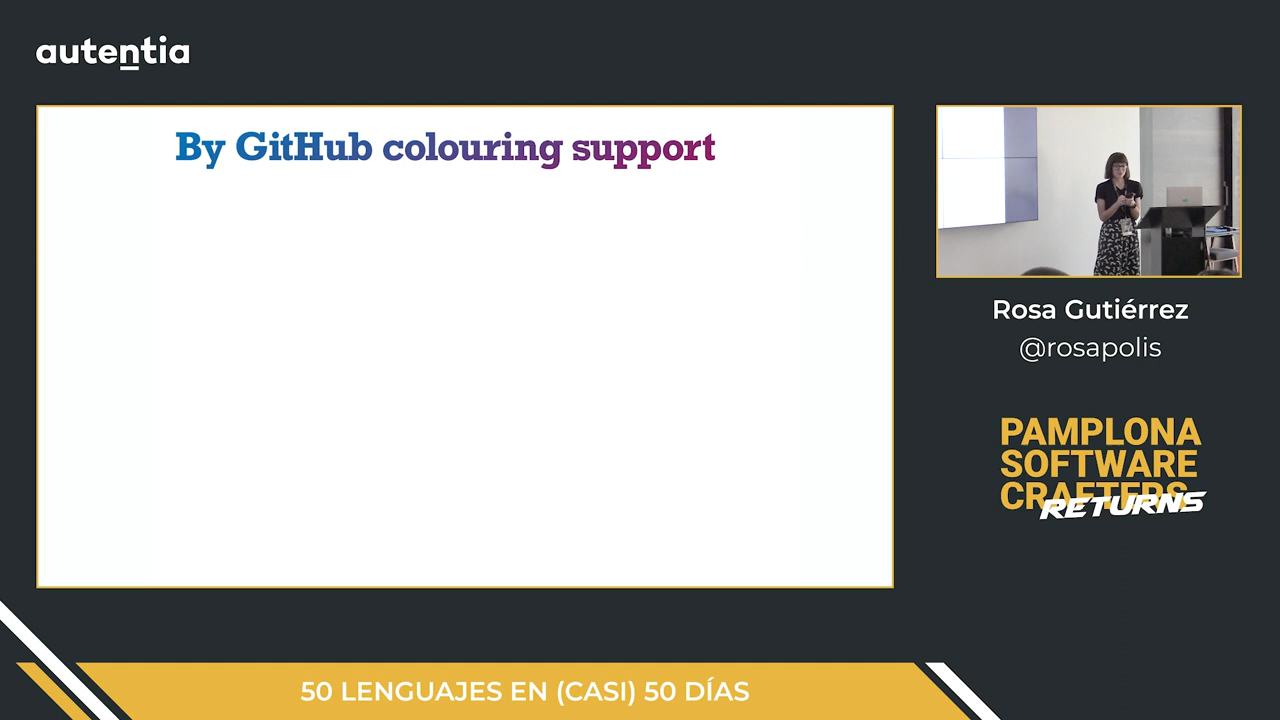 autentia
By GitHub colouring support
Rosa Gutiérrez
@rosapolis
PAMPLONA
SOFTWARE
CRAFTERS
RETURNS
50 LENGUAJES EN (CASI) 50 DÍAS